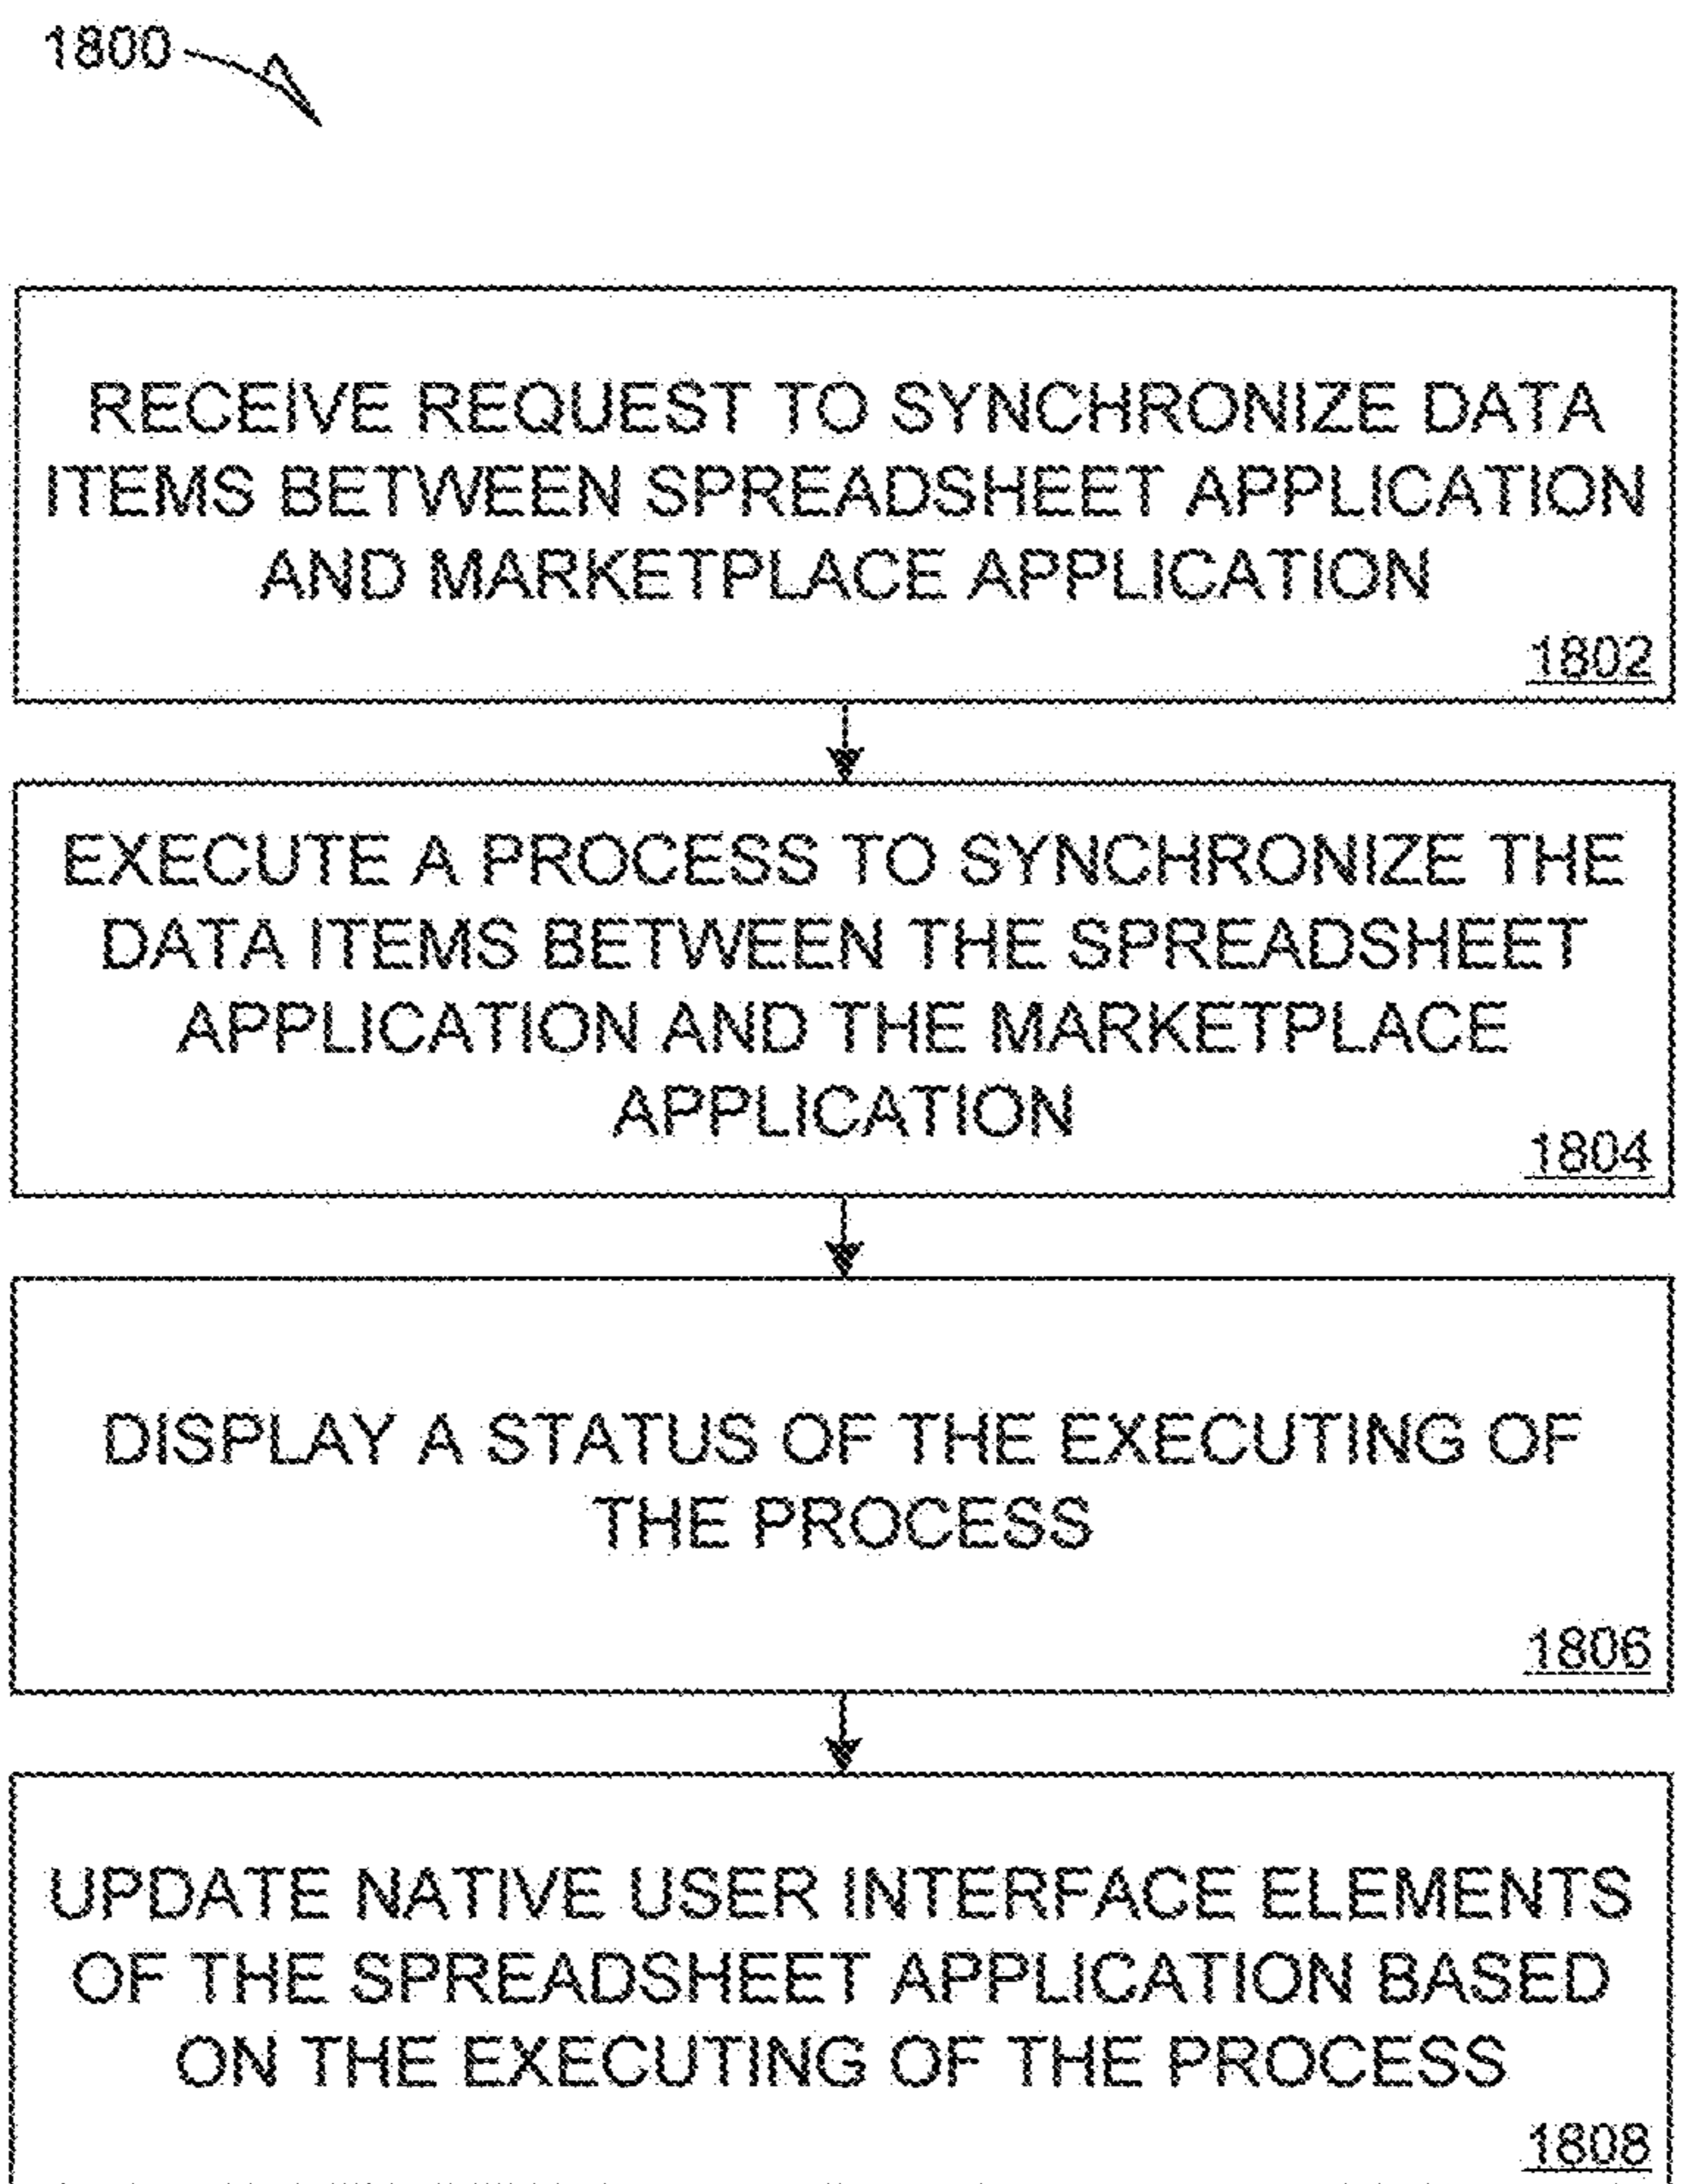 1800
RECEIVE REQUEST TO SYNCHRONIZE DATA
ITEMS BETWEEN SPREADSHEET APPLICATION
AND MARKETPLACE APPLICATION
1802
EXECUTE A PROCESS TO SYNCHRONIZE THE
DATA ITEMS BETWEEN THE SPREADSHEET
APPLICATION AND THE MARKETPLACE
APPLICATION
1804
DISPLAY A STATUS OF THE EXECUTING OF
THE PROCESS
1806
UPDATE NATIVE USER INTERFACE ELEMENTS
OF THE SPREADSHEET APPLICATION BASED
ON THE EXECUTING OF THE PROCESS
1808